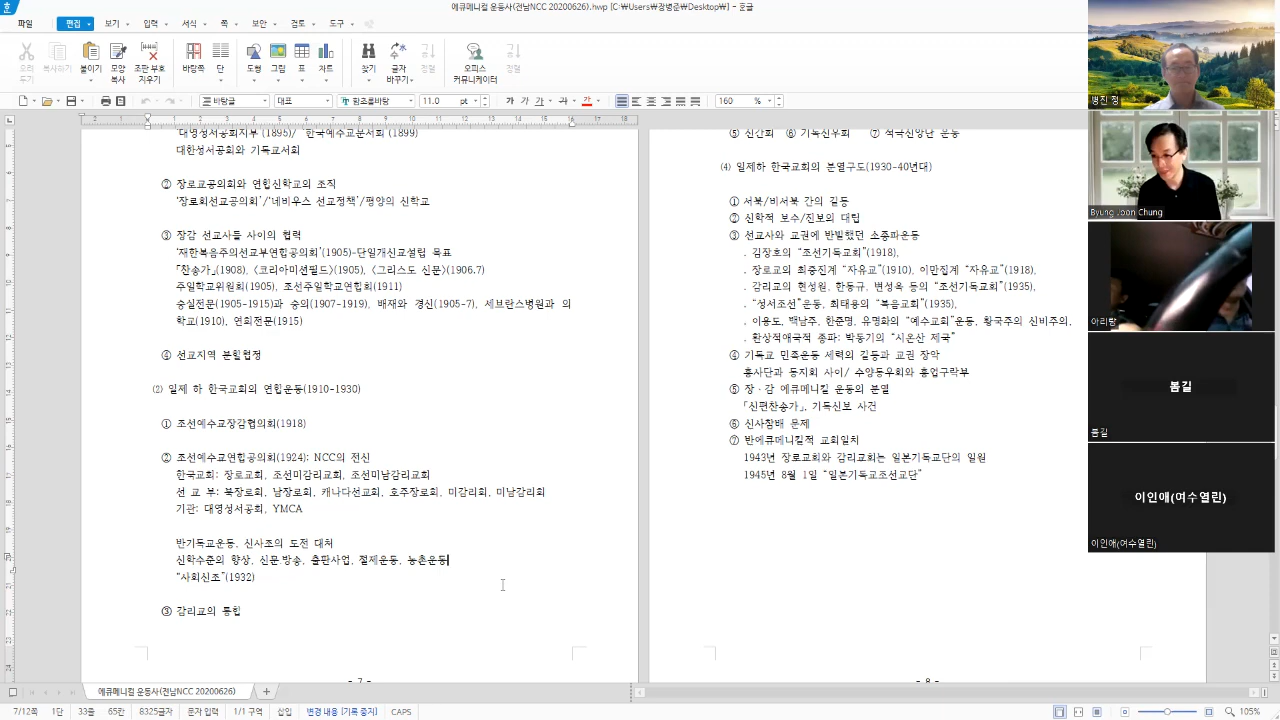 에큐메니컬 운동사(전남NCC 20200626).hwp [C:₩Users₩장병준₩Desktop₩] - 호글
파일
편집
보기
입력
서식
쪽
보안
검토
도구
오려 두기
복사하기
붙이기
모양 복사
조판 부호 지우기
바탕쪽
단
도형
그림
표
차트
찾기
글자 바꾸기
정렬
오피스 커뮤니케이터
정렬
바탕글
대표
함초롬바탕
11.0 pt
160 %
대영성서공회지부 (1895)/ 한국예수교문서회 (1899)
대한성서공회와 기독교서회
② 장로교공의회와 연합신학교의 조직
'장로회선교공의회'/'네비우스 선교정책'/평양의 신학교
③ 장감 선교사들 사이의 협력
'재한복음주의선교부연합공의회'(1905)-단일개신교설립 목표
「찬송가」(1908), <코리아미션필드>(1905), <그리스도 신문>(1906.7)
주일학교위원회(1905), 조선주일학교연합회(1911)
숭실전문(1905-1915)과 숭의(1907-1919), 배재와 경신(1905-7), 세브란스병원과 의
학교(1910), 연희전문(1915)
④ 선교지역 분할협정
(2) 일제 하 한국교회의 연합운동(1910-1930)
① 조선예수교장감협의회(1918)
② 조선예수교연합공의회(1924): NCC의 전신
한국교회: 장로교회, 조선미감리교회, 조선미남감리교회
선 교 부: 북장로회, 남장로회, 캐나다선교회, 호주장로회, 미감리회, 미남감리회
기관: 대영성서공회, YMCA
반기독교운동, 신사조의 도전 대처
신학수준의 향상, 신문 방송, 출판사업, 절제운동, 농촌운동
"사회신조"(1932)
③ 감리교의 통합
- 7 -
⑤ 신간회 ⑥ 기독신우회 ⑦ 적극신앙단 운동
(4) 일제하 한국교회의 분열구도(1930-40년대)
① 서북/비서북 간의 길등
② 신학적 보수/진보의 대립
③ 선교사와 교권에 반발했던 소종파운동
. 김장호의 "조선기독교회"(1918),
. 장로교의 최중진계 "자유교"(1910), 이만집계 "자유교"(1918),
. 감리교의 현성원, 한동규, 변성옥 등의 "조선기독교회"(1935),
. "성서조선"운동, 최태용의 "복음교회"(1935),
. 이용도, 백남주, 한준명, 유명화의 "예수교회"운동, 황국주의 신비주의,
. 환상적애국적 종파: 박동기의 "시온산 제국"
④ 기독교 민족운동 세력의 길등과 교권 장악
흥사단과 동지회 사이/ 수양동우회와 흥업구락부
⑤ 장·감 에큐메니컬 운동의 분열
「신편찬송가」, 기독신보 사건
⑥ 신사참배 문제
⑦ 반에큐메니컬적 교회일치
1943년 장로교회와 감리교회는 일본기독교단의 일원
1945년 8월 1일 "일본기독교조선교단"
- 8 -
병진 정
Byung Joon Chung
아리랑
봄길
봄길
이인애(여수열린)
이인애(여수열린)
에큐메니컬 운동사(전남NCC 20200626)
7/12쪽 1단 33줄 65칸 8325글자 문자 입력 1/1 구역 삽입 변경 내용 [기록 중지] CAPS
105%